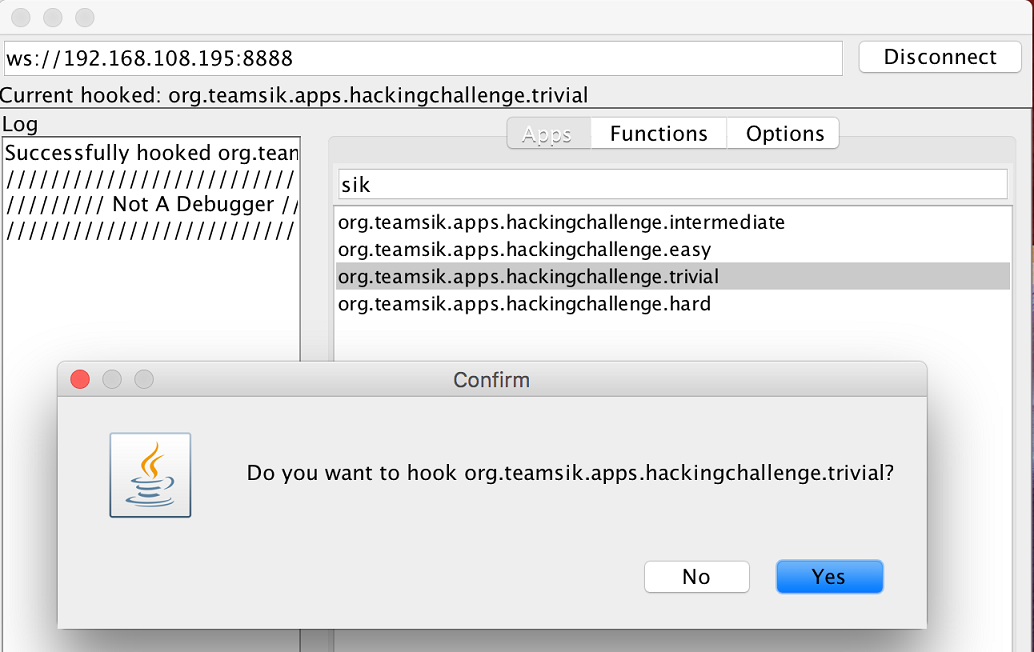 ws://192.168.108.195:8888
Disconnect
Current hooked: org.teamsik.apps.hackingchallenge.trivial
Log
Successfully hooked org.team
//////////////////////////
///////// Not A Debugger //
//////////////////////////
Apps
Functions
Options
sik
org.teamsik.apps.hackingchallenge.intermediate
org.teamsik.apps.hackingchallenge.easy
org.teamsik.apps.hackingchallenge.trivial
org.teamsik.apps.hackingchallenge.hard
Confirm
Do you want to hook org.teamsik.apps.hackingchallenge.trivial?
No
Yes